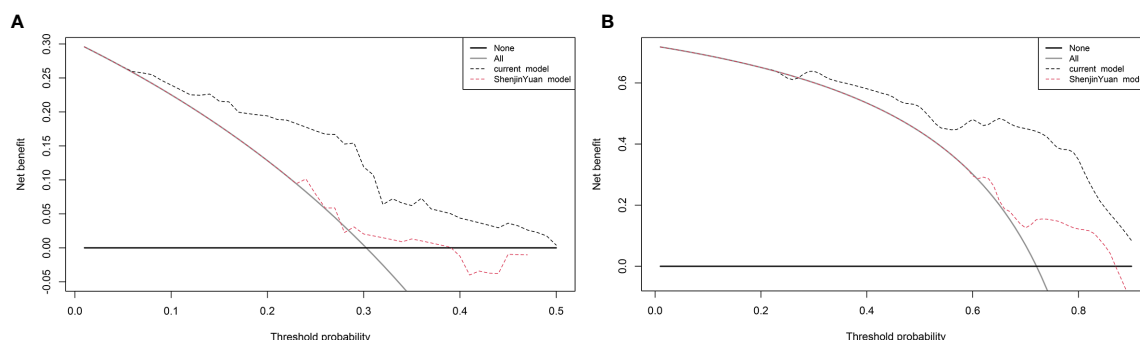 A
Net benefit
0.30
0.25
0.20
0.15
0.10
0.05
0.00
-0.05
None
All
current model
ShenjinYuan model
0.0 0.1 0.2 0.3 0.4 0.5
Threshold probability
B
Net benefit
0.6
0.4
0.2
0.0
None
All
current model
ShenjinYuan mod
0.0 0.2 0.4 0.6 0.8
Threshold probability